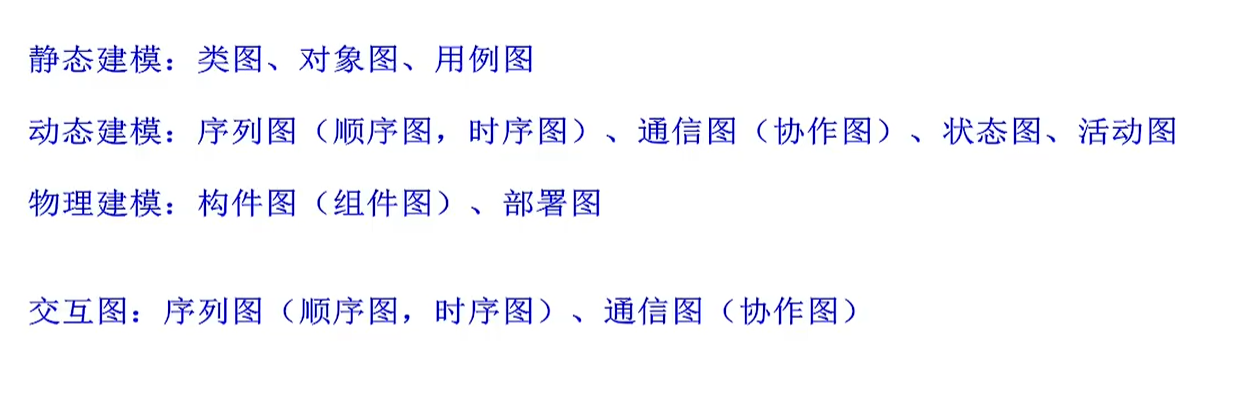 静态建模：类图、对象图、用例图
动态建模：序列图（顺序图，时序图）、通信图（协作图）、状态图、活动图
物理建模：构件图（组件图）、部署图
交互图：序列图（顺序图，时序图）、通信图（协作图）